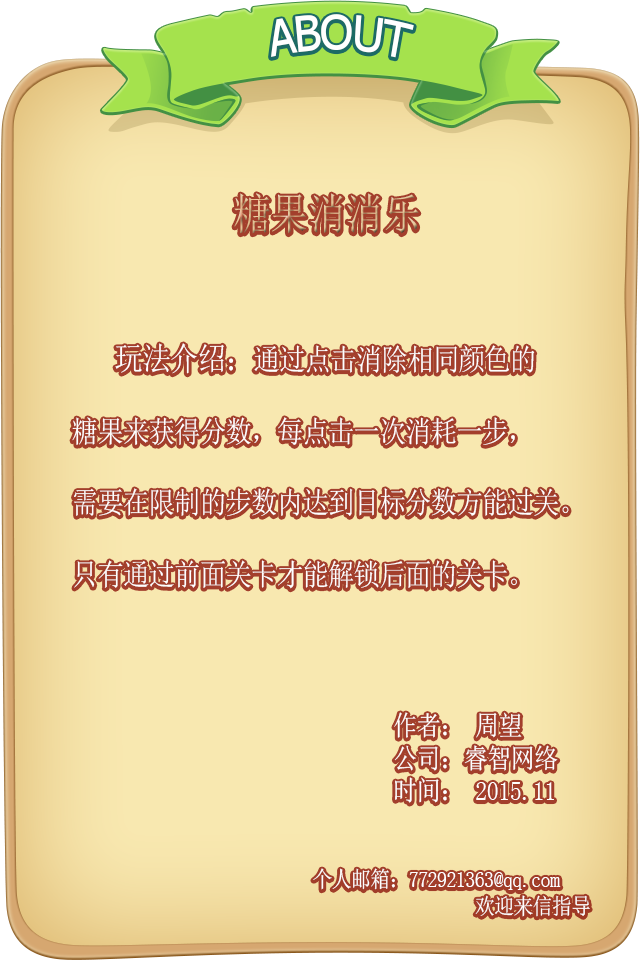 ABOUT
糖果消消乐
玩法介绍：通过点击消除相同颜色的
糖果来获得分数，每点击一次消耗一步，
需要在限制的步数内达到目标分数方能过关。
只有通过前面关卡才能解锁后面的关卡。
作者： 周望
公司：睿智网络
时间： 2015.11
个人邮箱：772921363@qq.com
欢迎来信指导